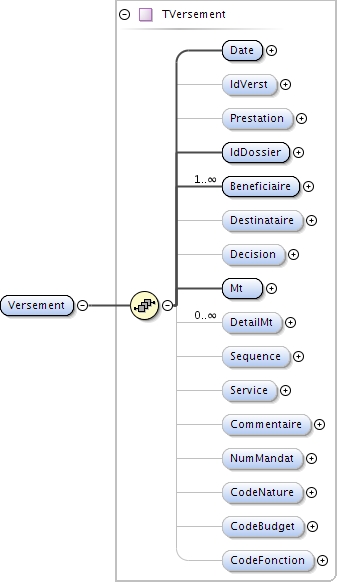 TVersement
Date
IdVerst
Prestation
IdDossier
1..∞
Beneficiaire
Destinataire
Decision
Versement
Mt
0..∞
DetailMt
Sequence
Service
Commentaire
NumMandat
CodeNature
CodeBudget
CodeFonction